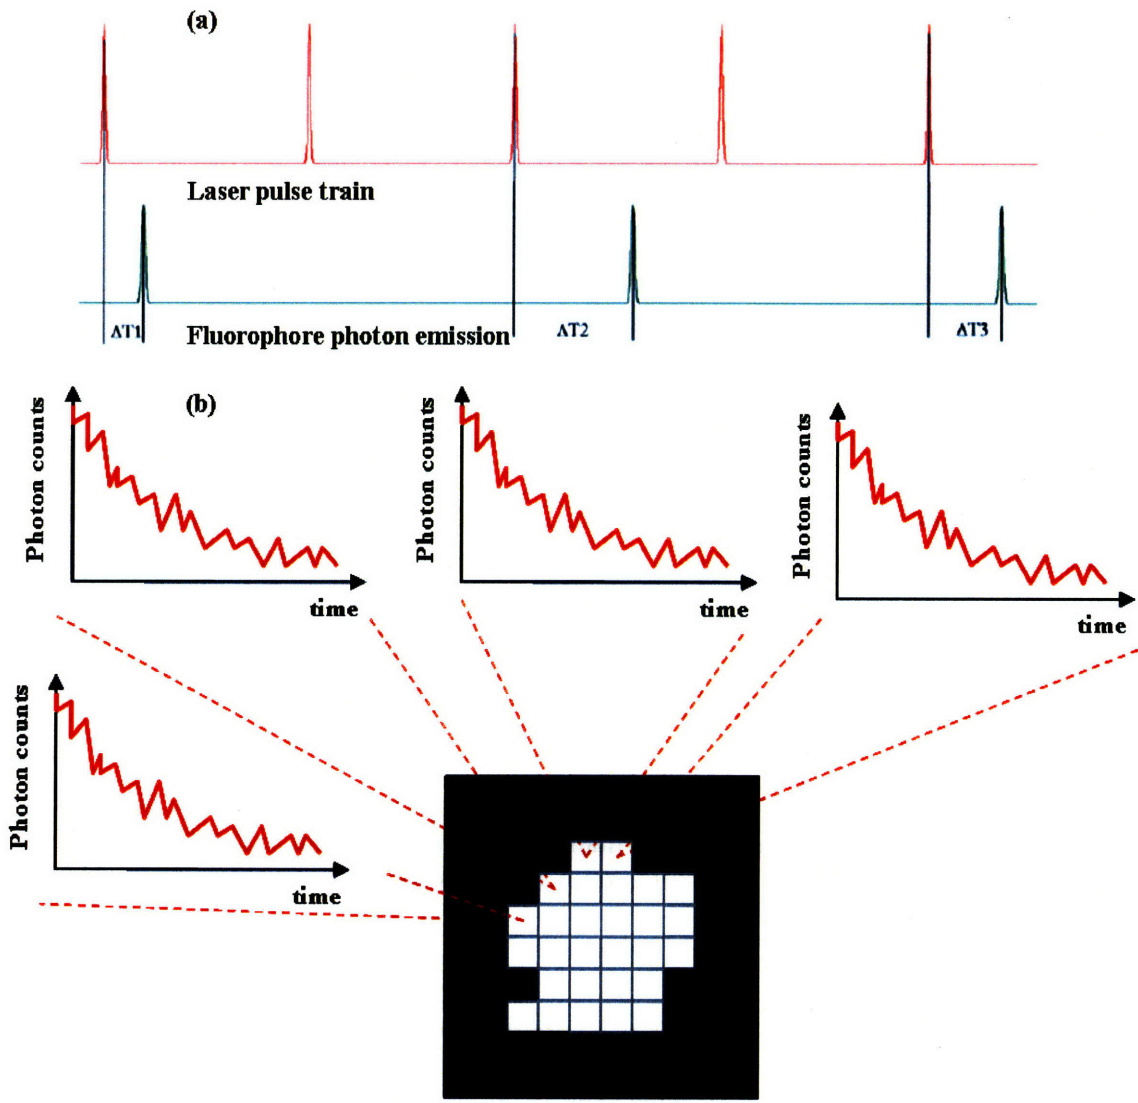 (a)
Laser pulse train
ΔT1
Fluorophore photon emission
ΔT2
ΔT3
(b)
Photon counts
time
Photon counts
time
Photon counts
time
Photon counts
time